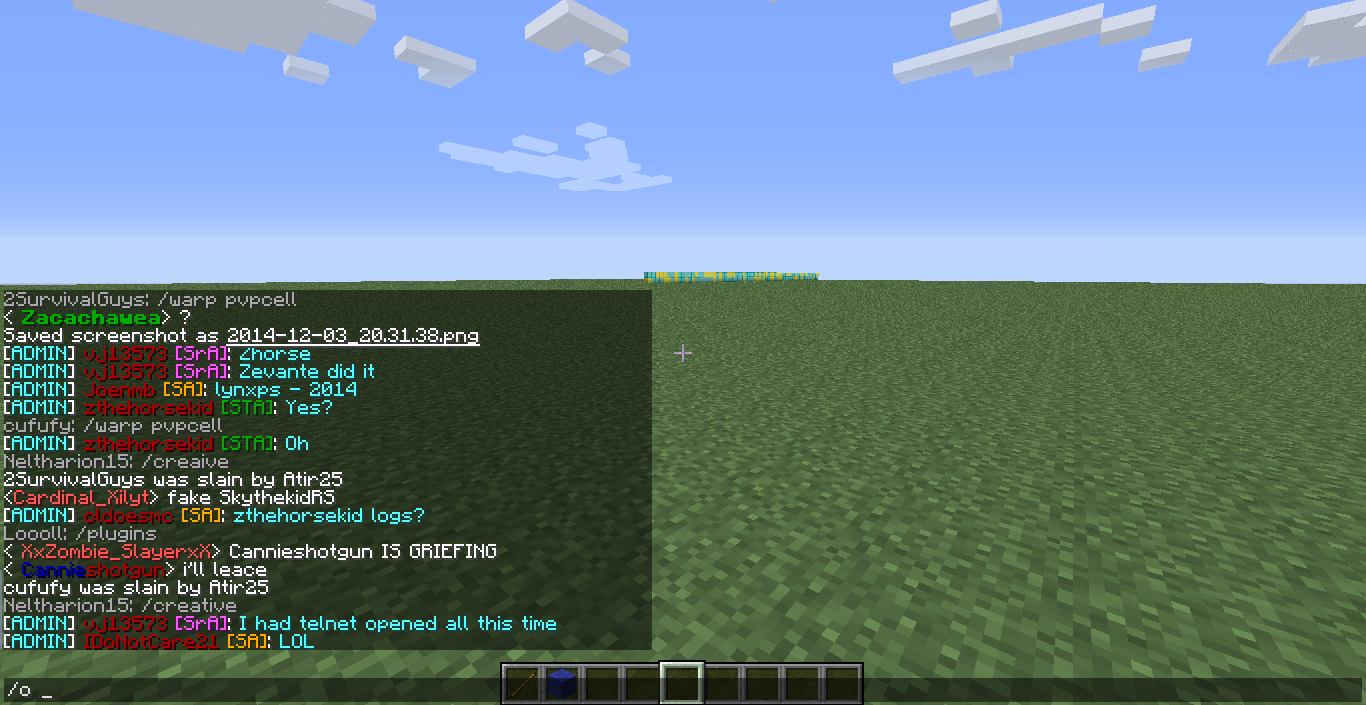 2SurvivalGuys: /warp pvpcell
< Zacachawea> ?
Saved screenshot as 2014-12-03_20.31.38.png
[ADMIN] vj13573 [SrA]: Zhorse
[ADMIN] vj13573 [SrA]: Zevante did it
[ADMIN] Joenmb [SA]: lynxps - 2014
[ADMIN] zthehorsekid [STA]: Yes?
cufufy: /warp pvpcell
[ADMIN] zthehorsekid [STA]: Oh
Neltharion15: /creaive
2SurvivalGuys was slain by Atir25
<Cardinal_Xilyt> fake SkythekidRS
[ADMIN] cldoesmc [SA]: zthehorsekid logs?
Loooll: /plugins
< XxZombie_SlayerxX> Cannieshotgun IS GRIEFING
< Cannieshotgun> i'll leace
cufufy was slain by Atir25
Neltharion15: /creative
[ADMIN] vj13573 [SrA]: I had telnet opened all this time
[ADMIN] IDoNotCare21 [SA]: LOL
/o _